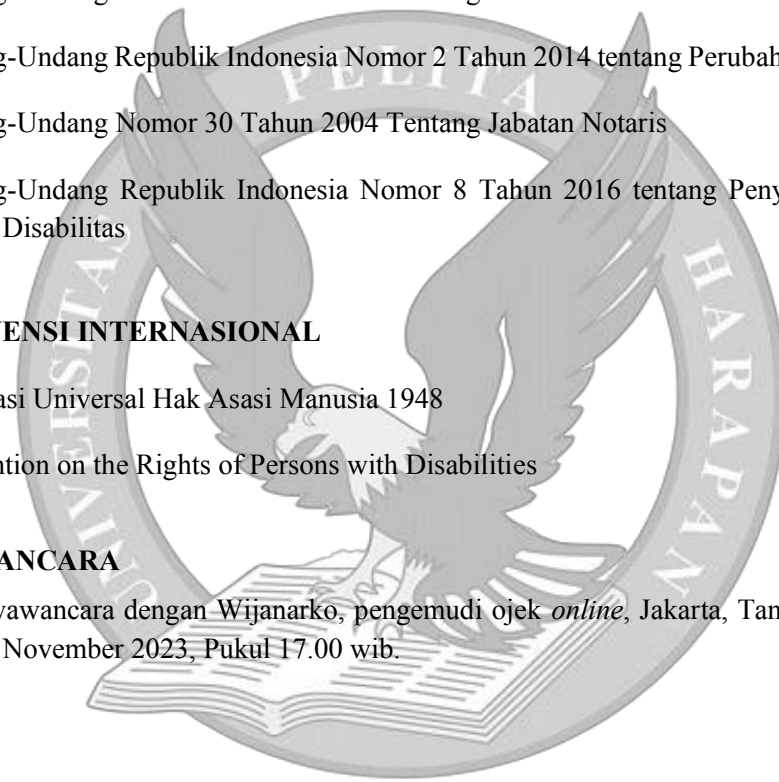 g-Undang Republik Indonesia Nomor 2 Tahun 2014 tentang Perubah
g-Undang Nomor 30 Tahun 2004 Tentang Jabatan Notaris
g-Undang Republik Indonesia Nomor 8 Tahun 2016 tentang Peny
Disabilitas
VENSI INTERNASIONAL
asi Universal Hak Asasi Manusia 1948
ntion on the Rights of Persons with Disabilities
ANCARA
wawancara dengan Wijanarko, pengemudi ojek online, Jakarta, Tan
November 2023, Pukul 17.00 wib.
UNIVERSITAS PELITA HARAPAN